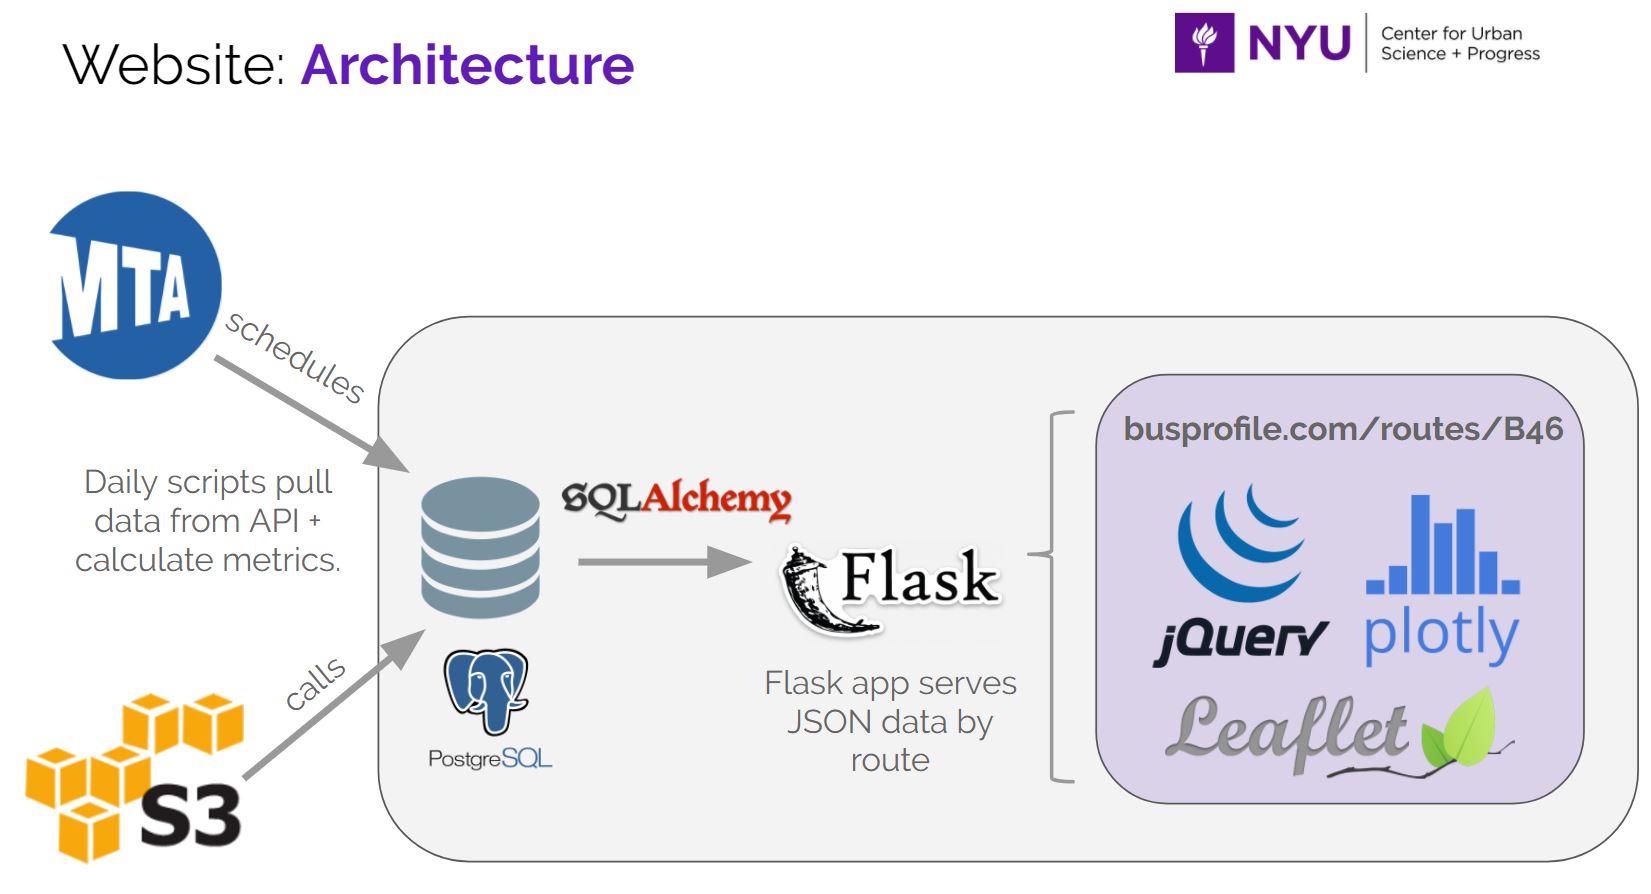 Website: Architecture
NYU
Center for Urban
Science + Progress
MTA
schedules
Daily scripts pull
data from API +
calculate metrics.
calls
S3
PostgreSQL
SQLAlchemy
Flask
Flask app serves
JSON data by
route
busprofile.com/routes/B46
jQuery
plotly
Leaflet